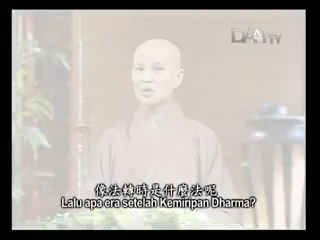 DAAI TV
像法轉時是什麼法呢
Lalu apa era setelah Kemiripan Dharma?